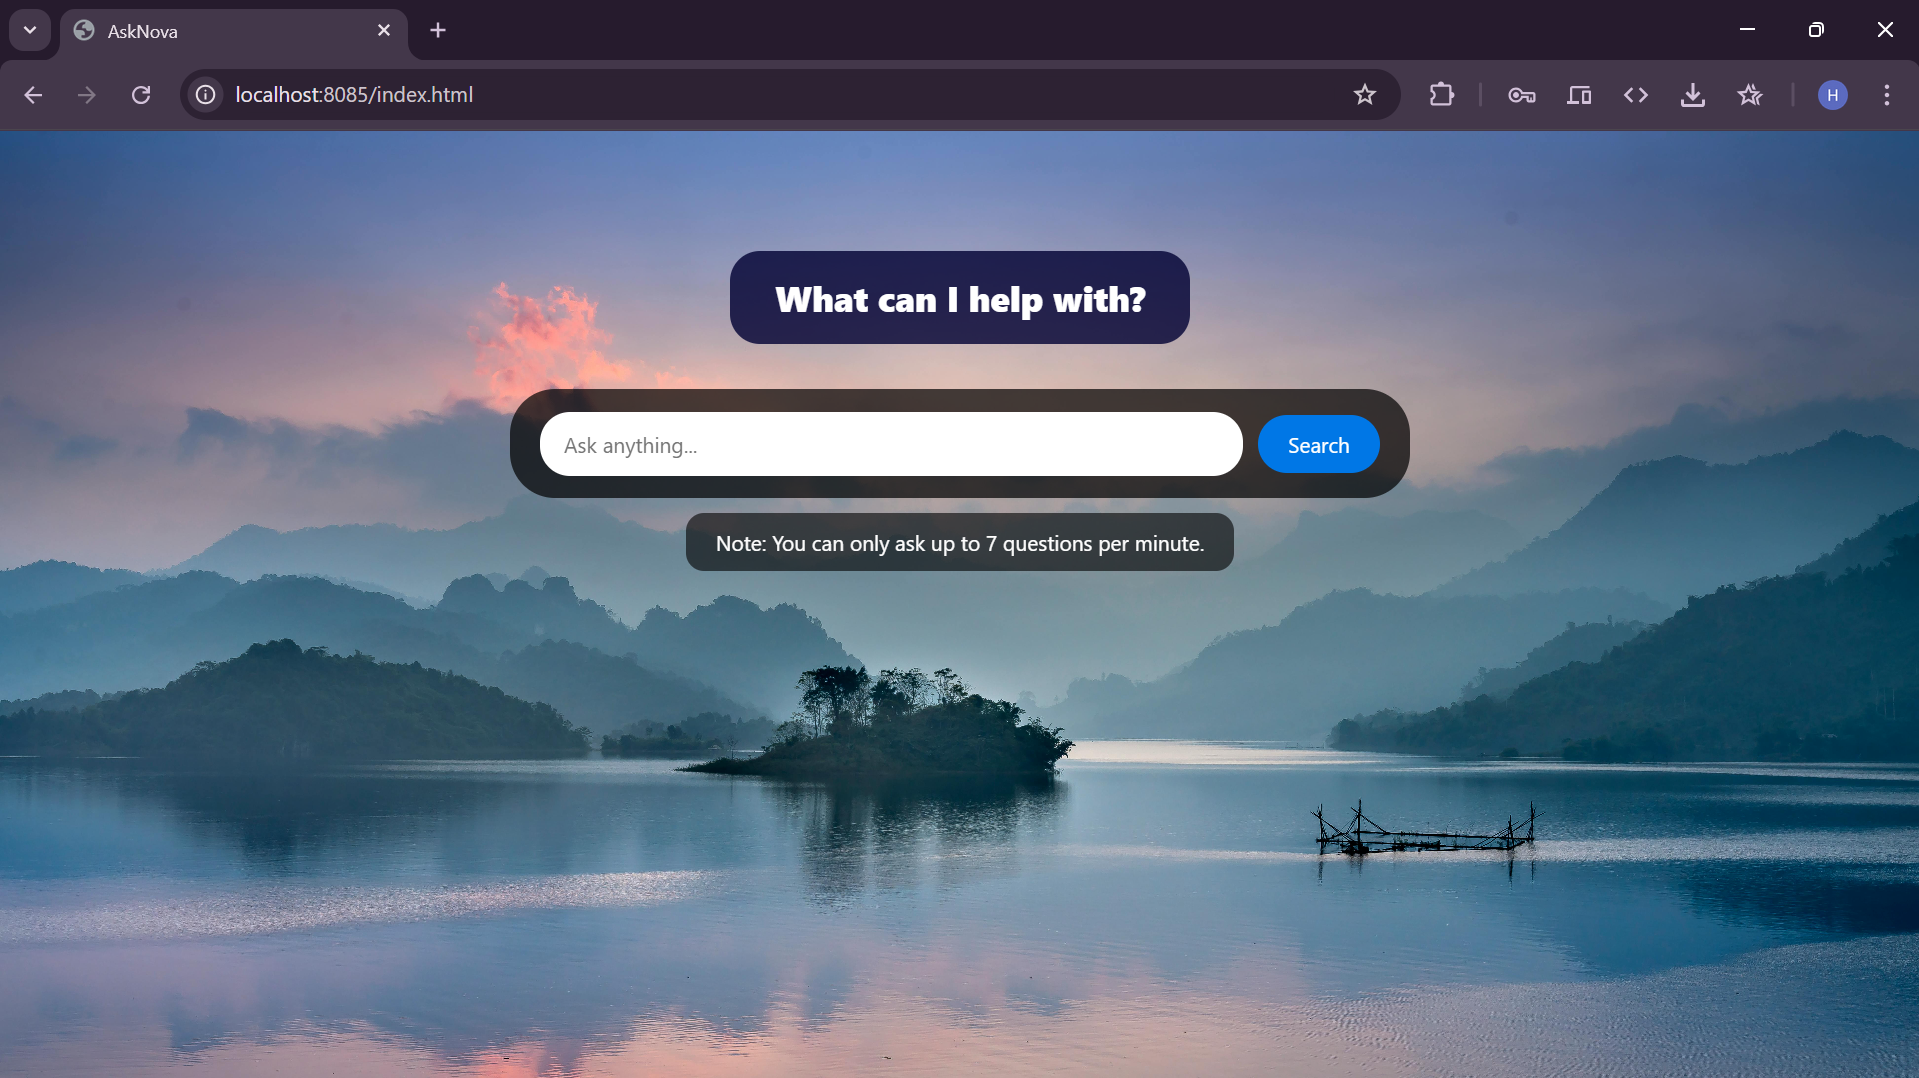 AskNova
localhost:8085/index.html
H
What can I help with?
Ask anything...
Search
Note: You can only ask up to 7 questions per minute.